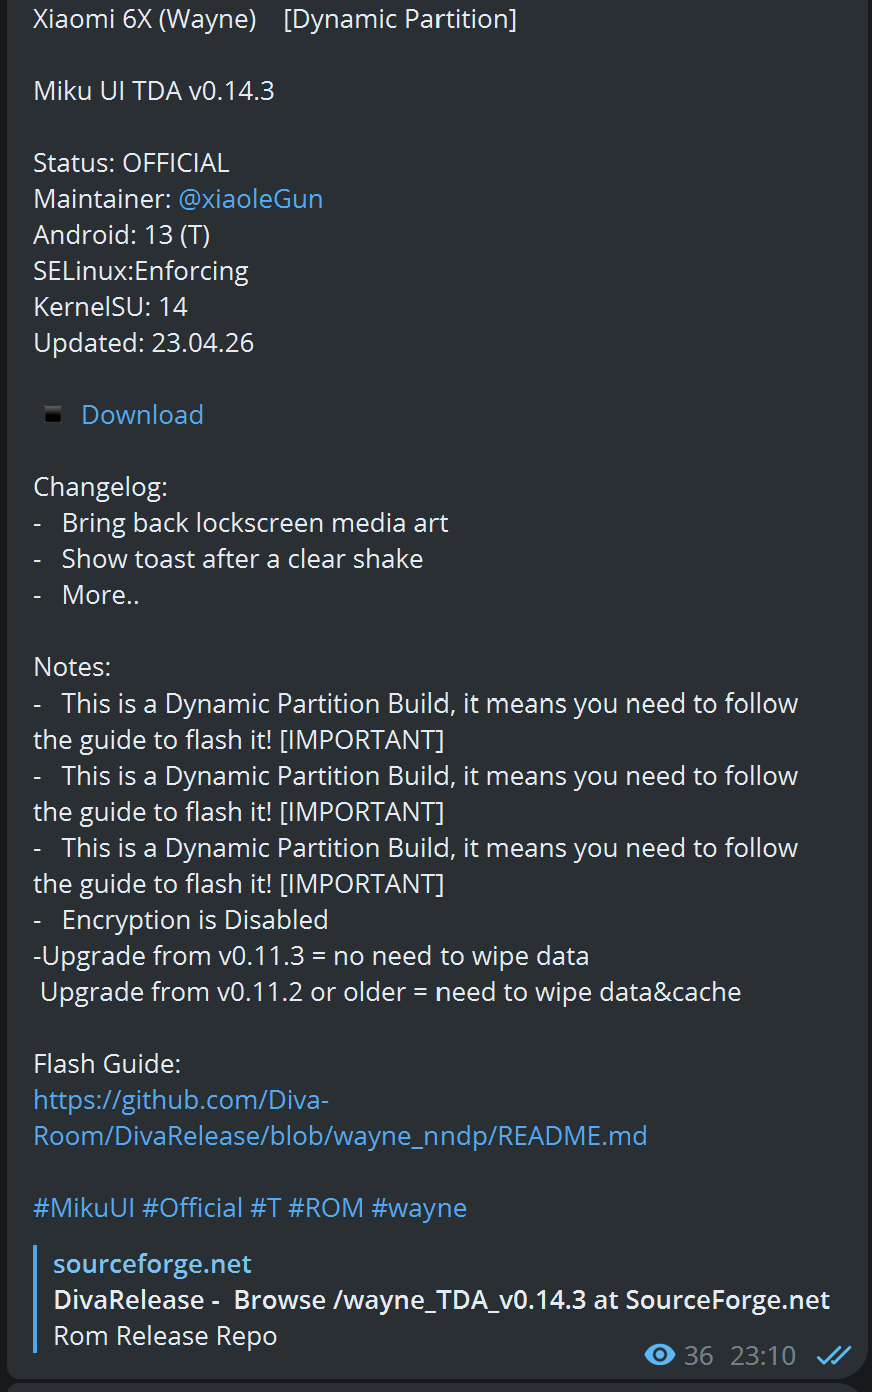 Xiaomi 6X (Wayne) [Dynamic Partition]
Miku UI TDA v0.14.3
Status: OFFICIAL
Maintainer: @xiaoleGun
Android: 13 (T)
SELinux:Enforcing
KernelSU: 14
Updated: 23.04.26
▪ Download
Changelog:
- Bring back lockscreen media art
- Show toast after a clear shake
- More..
Notes:
- This is a Dynamic Partition Build, it means you need to follow
the guide to flash it! [IMPORTANT]
- This is a Dynamic Partition Build, it means you need to follow
the guide to flash it! [IMPORTANT]
- This is a Dynamic Partition Build, it means you need to follow
the guide to flash it! [IMPORTANT]
- Encryption is Disabled
-Upgrade from v0.11.3 = no need to wipe data
Upgrade from v0.11.2 or older = need to wipe data&cache
Flash Guide:
https://github.com/Diva-
Room/DivaRelease/blob/wayne_nndp/README.md
#MikuUI #Official #T #ROM #wayne
sourceforge.net
DivaRelease - Browse /wayne_TDA_v0.14.3 at SourceForge.net
Rom Release Repo
36 23:10